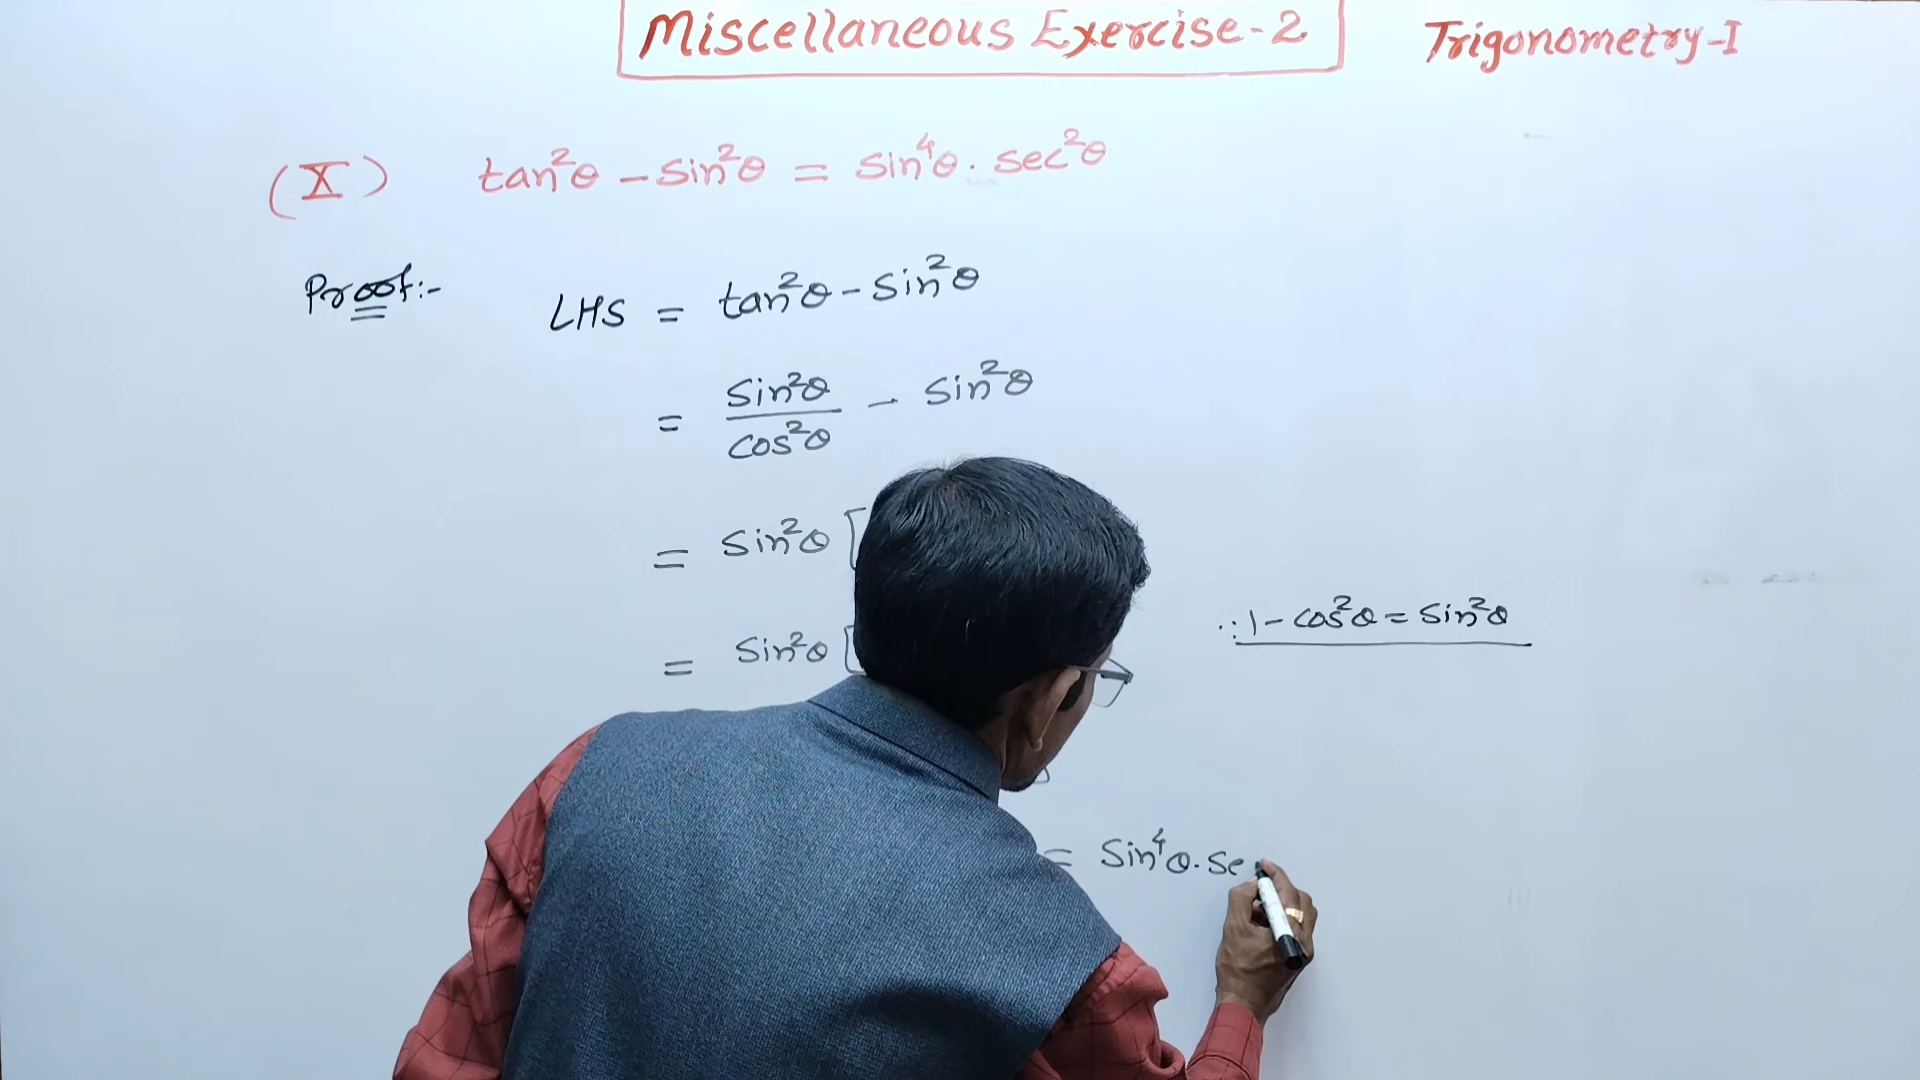 Miscellaneous Exercise-2
Trigonometry-I
(X) tan²θ - sin²θ = sin⁴θ · sec²θ
Proof:- LHS = tan²θ - sin²θ
= sin²θ/cos²θ - sin²θ
= sin²θ [
= sin²θ [
∵ 1 - cos²θ = sin²θ
= sin⁴θ · se